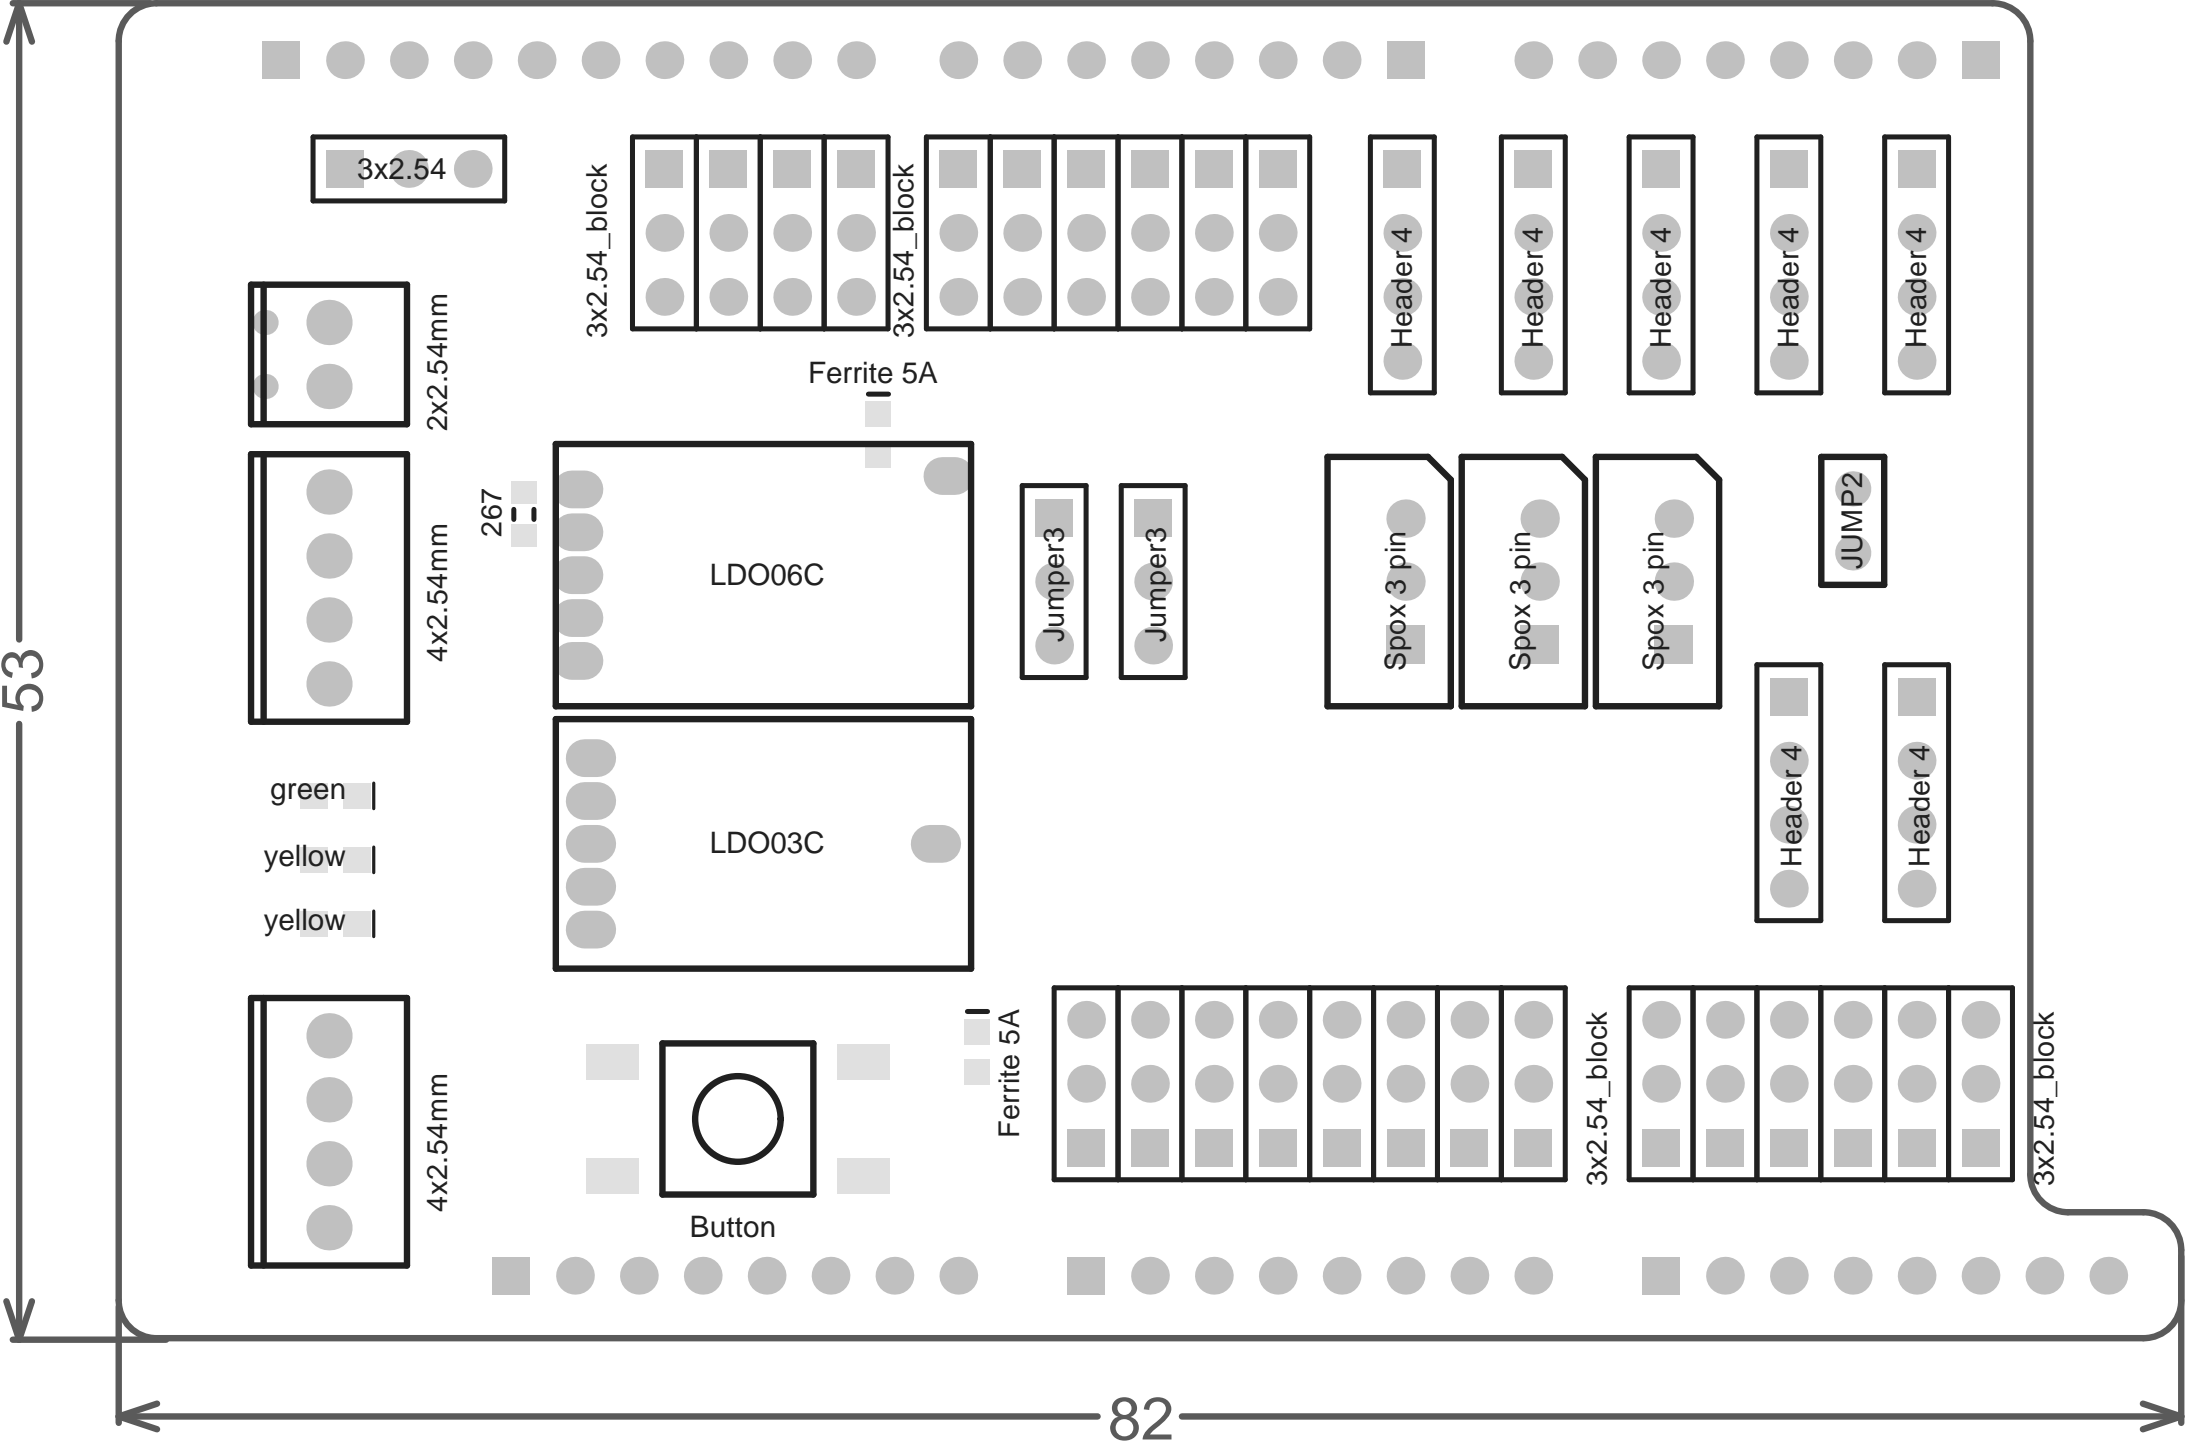 3x2.54
3x2.54_block
3x2.54_block
Header 4
Header 4
Header 4
Header 4
Header 4
2x2.54mm
Ferrite 5A
267
4x2.54mm
LDO06C
Jumper3
Jumper3
Spox 3 pin
Spox 3 pin
Spox 3 pin
JUMP2
53
green
yellow
yellow
LDO03C
Header 4
Header 4
4x2.54mm
Button
Ferrite 5A
3x2.54_block
3x2.54_block
82